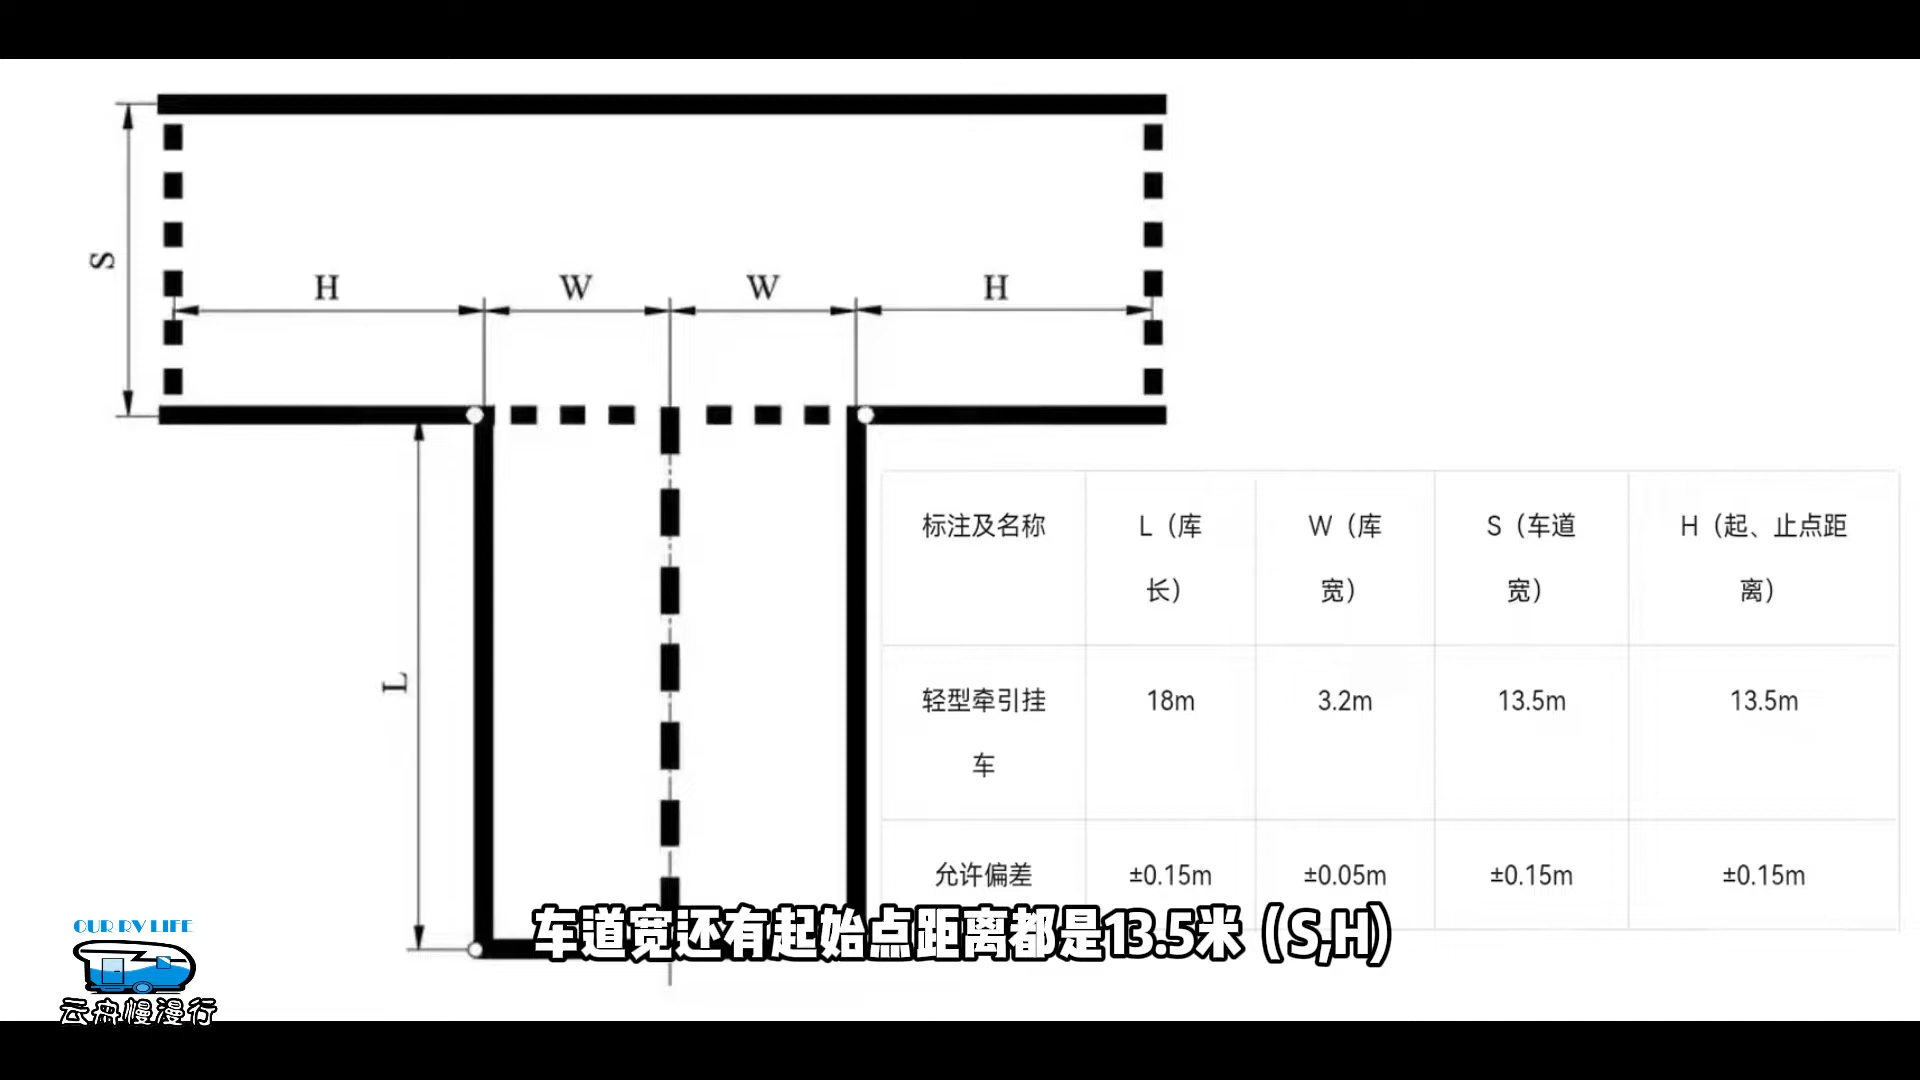 S
H
W
W
H
L
标注及名称
L（库
长）
W（库
宽）
S（车道
宽）
H（起、止点距
离）
轻型牵引挂
车
18m
3.2m
13.5m
13.5m
允许偏差
±0.15m
±0.05m
±0.15m
±0.15m
车道宽还有起始点距离都是13.5米（S,H）
OUR RV LIFE
云舟慢漫行